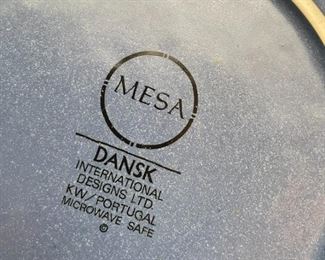 MESA
DANSK
INTERNATIONAL
DESIGNS LTD.
KW/PORTUGAL
MICROWAVE SAFE
©